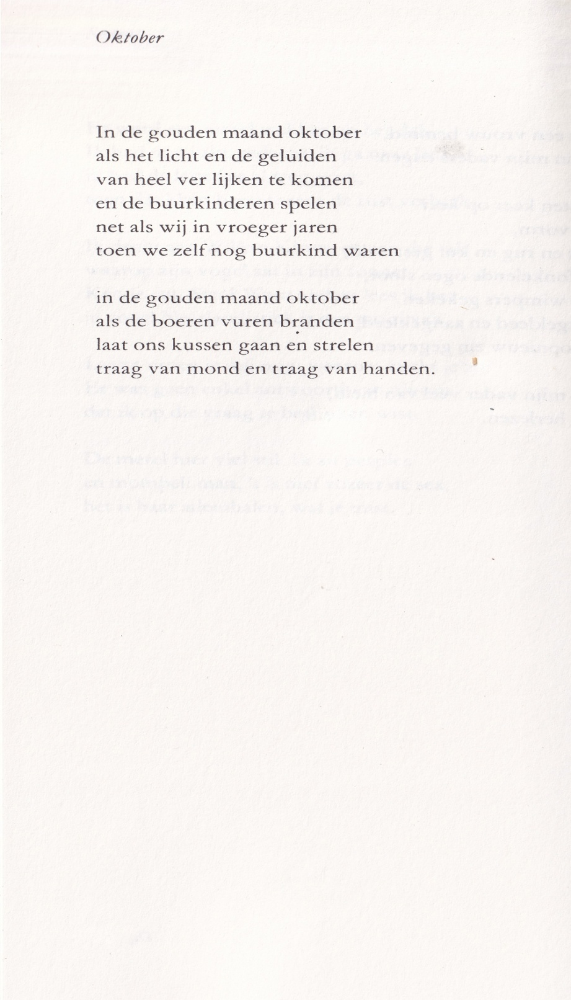 Oktober

In de gouden maand oktober
als het licht en de geluiden
van heel ver lijken te komen
en de buurkinderen spelen
net als wij in vroeger jaren
toen we zelf nog buurkind waren

in de gouden maand oktober
als de boeren vuren branden
laat ons kussen gaan en strelen
traag van mond en traag van handen.